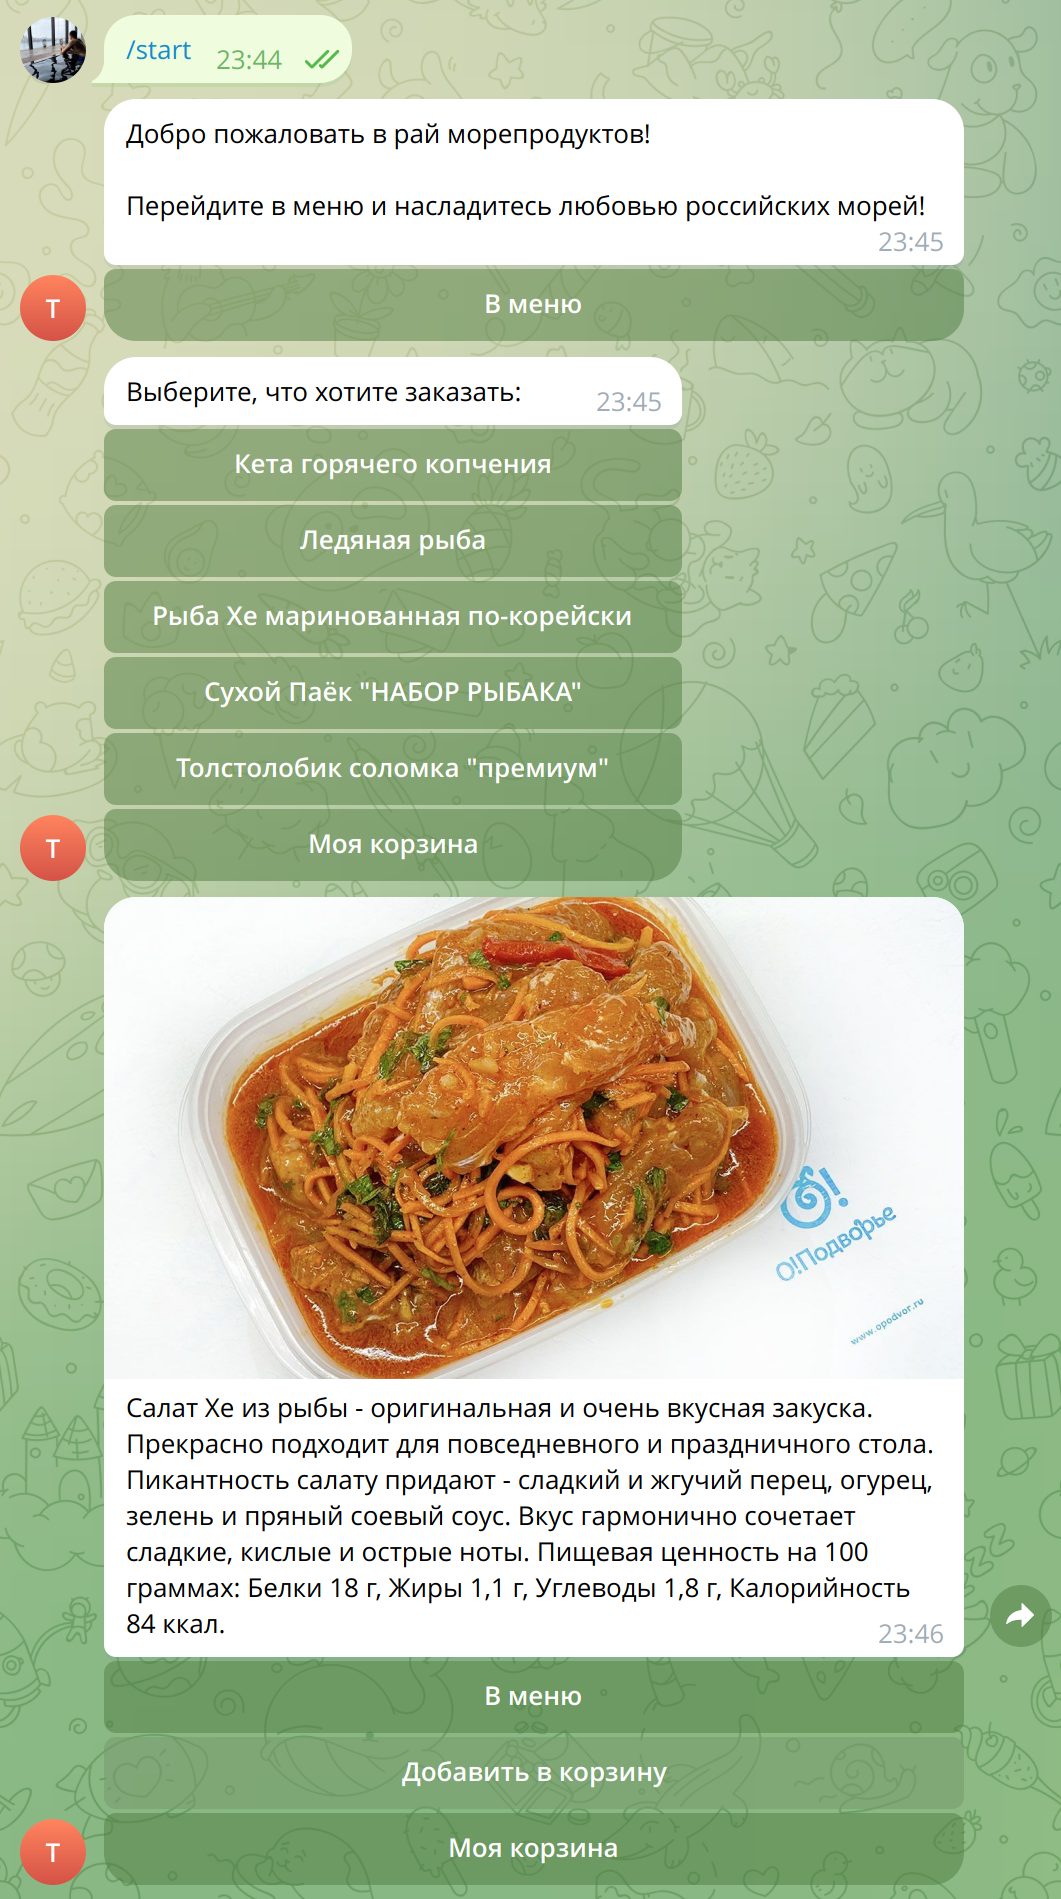 /start 23:44
Добро пожаловать в рай морепродуктов!
Перейдите в меню и насладитесь любовью российских морей!
23:45
Т
В меню
Выберите, что хотите заказать: 23:45
Кета горячего копчения
Ледяная рыба
Рыба Хе маринованная по-корейски
Сухой Паёк "НАБОР РЫБАКА"
Толстолобик соломка "премиум"
Т
Моя корзина
О!
О!Подворье
www.opodvor.ru
Салат Хе из рыбы - оригинальная и очень вкусная закуска.
Прекрасно подходит для повседневного и праздничного стола.
Пикантность салату придают - сладкий и жгучий перец, огурец,
зелень и пряный соевый соус. Вкус гармонично сочетает
сладкие, кислые и острые ноты. Пищевая ценность на 100
граммах: Белки 18 г, Жиры 1,1 г, Углеводы 1,8 г, Калорийность
84 ккал.
23:46
В меню
Добавить в корзину
Т
Моя корзина